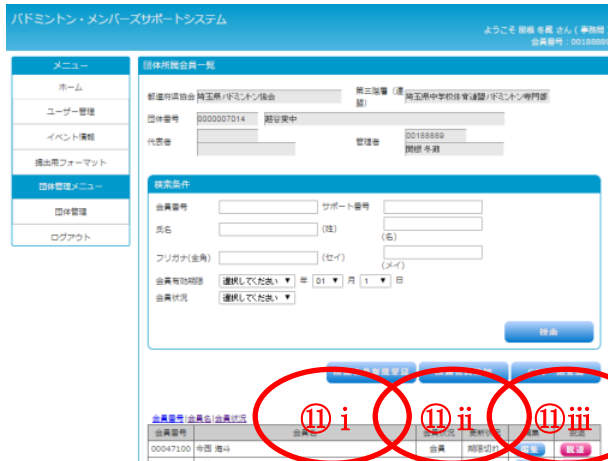 バドミントン・メンバーズサポートシステム
ようこそ 関根 冬馬 さん ( 事務局 )
会員番号 : 00188889
メニュー
ホーム
ユーザー管理
イベント情報
提出用フォーマット
団体管理メニュー
団体管理
ログアウト
団体所属会員一覧
都道府県協会 埼玉県バドミントン協会 第三階層（連盟） 埼玉県中学校体育連盟バドミントン専門部
団体番号 0000007014 越谷東中
代表者 管理者 00188889
検索条件
会員番号 サポート番号
氏名 (姓) (名)
フリガナ(全角) (セイ) (メイ)
会員有効期限 選択してください ▼ 年 01 ▼ 月 1 ▼ 日
会員状況 選択してください ▼
検索
⑪ i ⑪ ii ⑪ iii
会員番号|会員名|会員状況
会員番号 会員状況
00047100 今西 海斗 会員 期限切れ 脱退